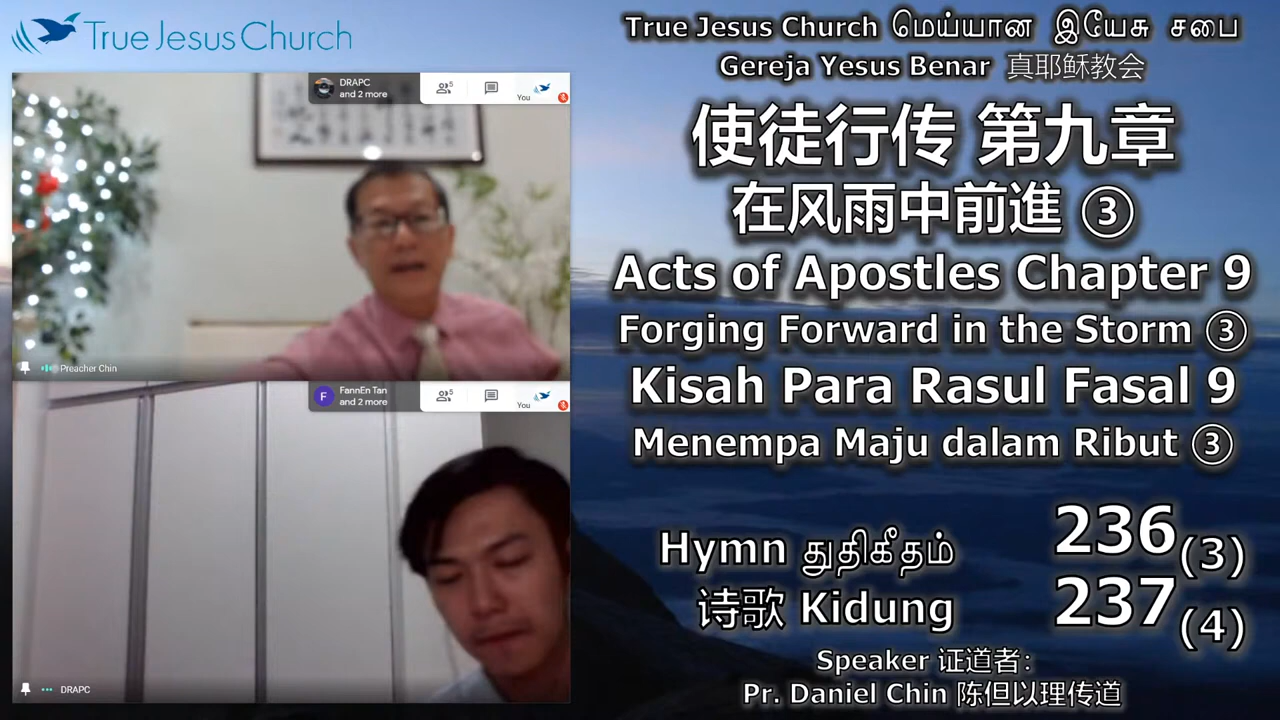 True Jesus Church
DRAPC
and 2 more
5
You
Preacher Chin
FannEn Tan
F
and 2 more
5
You
DRAPC
True Jesus Church மெய்யான இயேசு சபை
Gereja Yesus Benar 真耶稣教会
使徒行传 第九章
在风雨中前進 ③
Acts of Apostles Chapter 9
Forging Forward in the Storm ③
Kisah Para Rasul Fasal 9
Menempa Maju dalam Ribut ③
Hymn துதிகீதம் 236(3)
诗歌 Kidung 237(4)
Speaker 证道者:
Pr. Daniel Chin 陈但以理传道